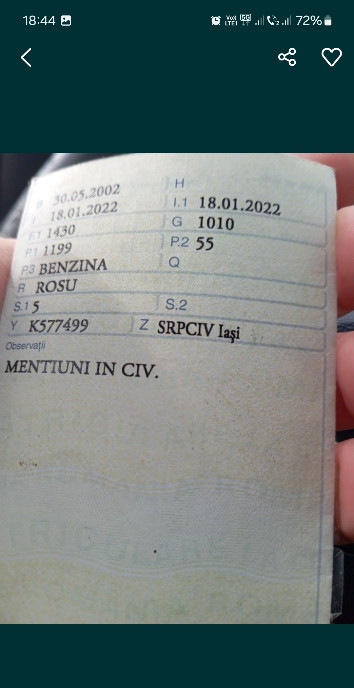 18:44 72%
B 30.05.2002 H
I 18.01.2022 I.1 18.01.2022
F.1 1430 G 1010
P.1 1199 P.2 55
P.3 BENZINA Q
R ROSU
S.1 5 S.2
Y K577499 Z SRPCIV Iași
Observații
MENTIUNI IN CIV.